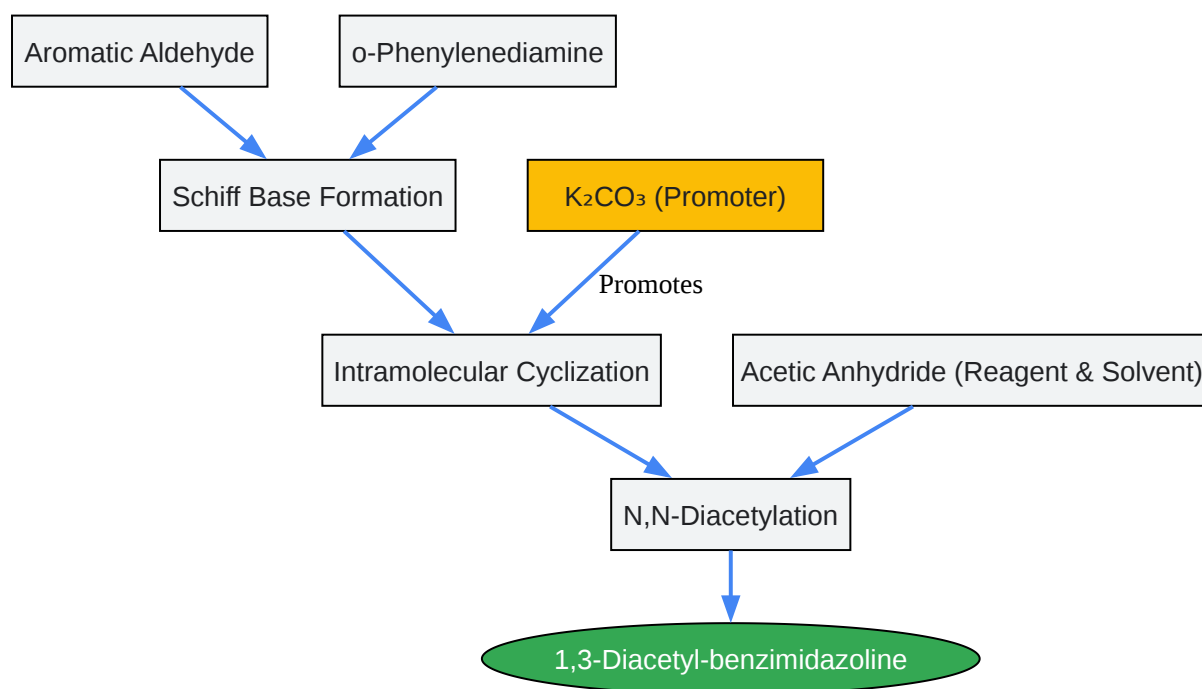 Aromatic Aldehyde
o-Phenylenediamine
Schiff Base Formation
K₂CO₃ (Promoter)
Promotes
Intramolecular Cyclization
Acetic Anhydride (Reagent & Solvent)
N,N-Diacetylation
1,3-Diacetyl-benzimidazoline